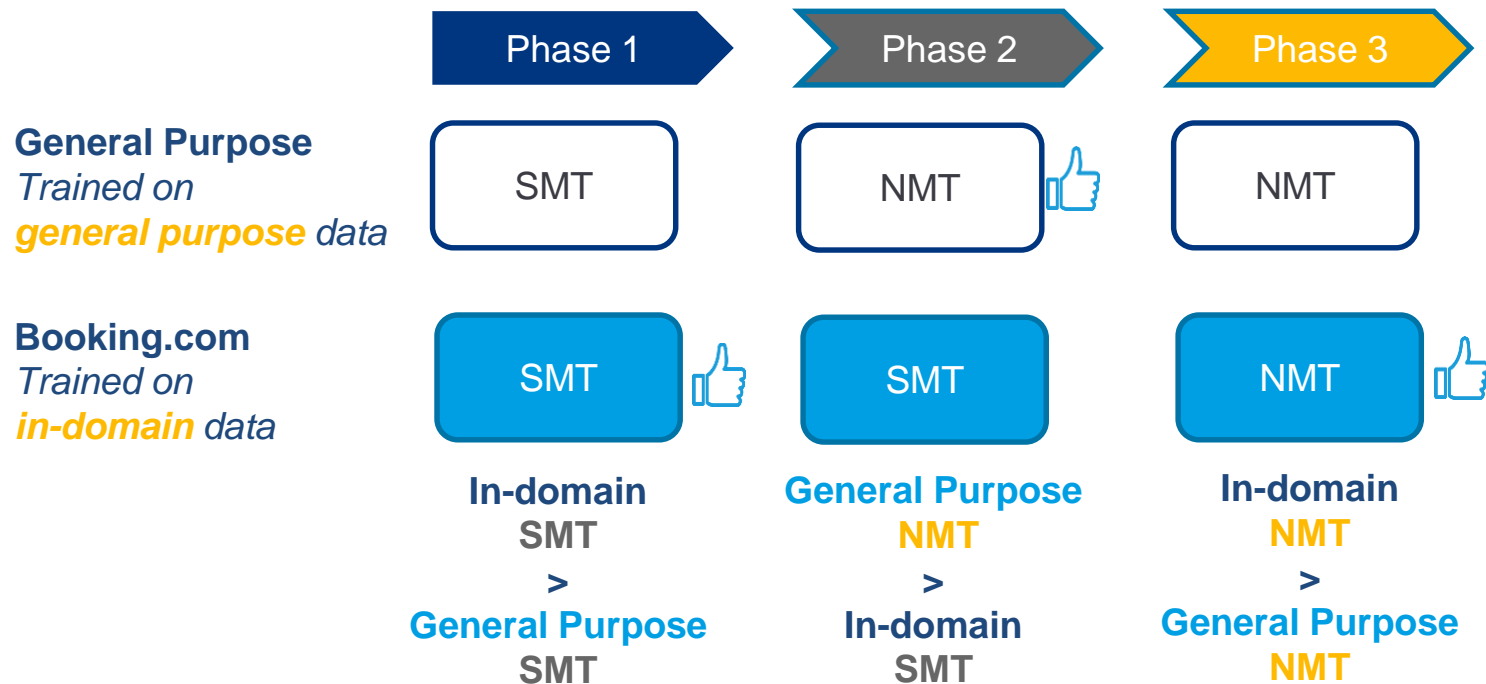 Phase 1
Phase 2
Phase 3
General Purpose
Trained on
general purpose data
SMT
NMT
NMT
Booking.com
Trained on
in-domain data
SMT
SMT
NMT
In-domain
SMT
>
General Purpose
SMT
General Purpose
NMT
>
In-domain
SMT
In-domain
NMT
>
General Purpose
NMT